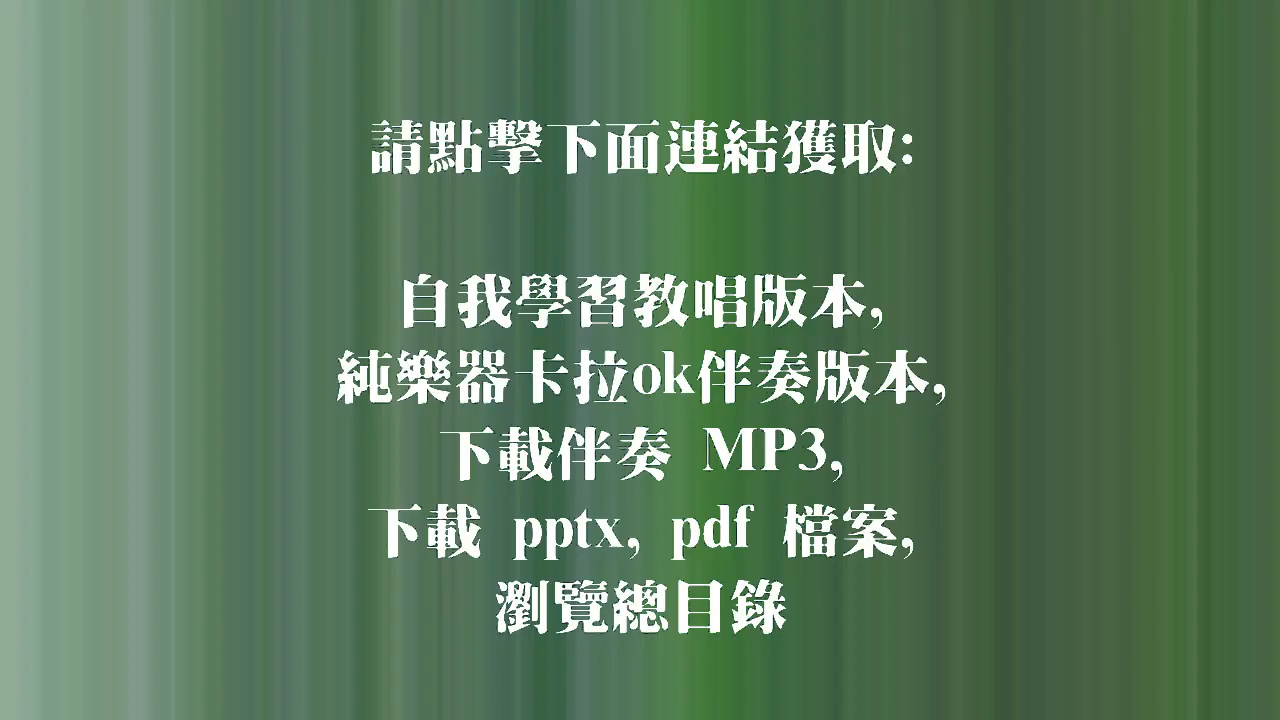 請點擊下面連結獲取:
自我學習教唱版本,
純樂器卡拉ok伴奏版本,
下載伴奏 MP3,
下載 pptx, pdf 檔案,
瀏覽總目錄